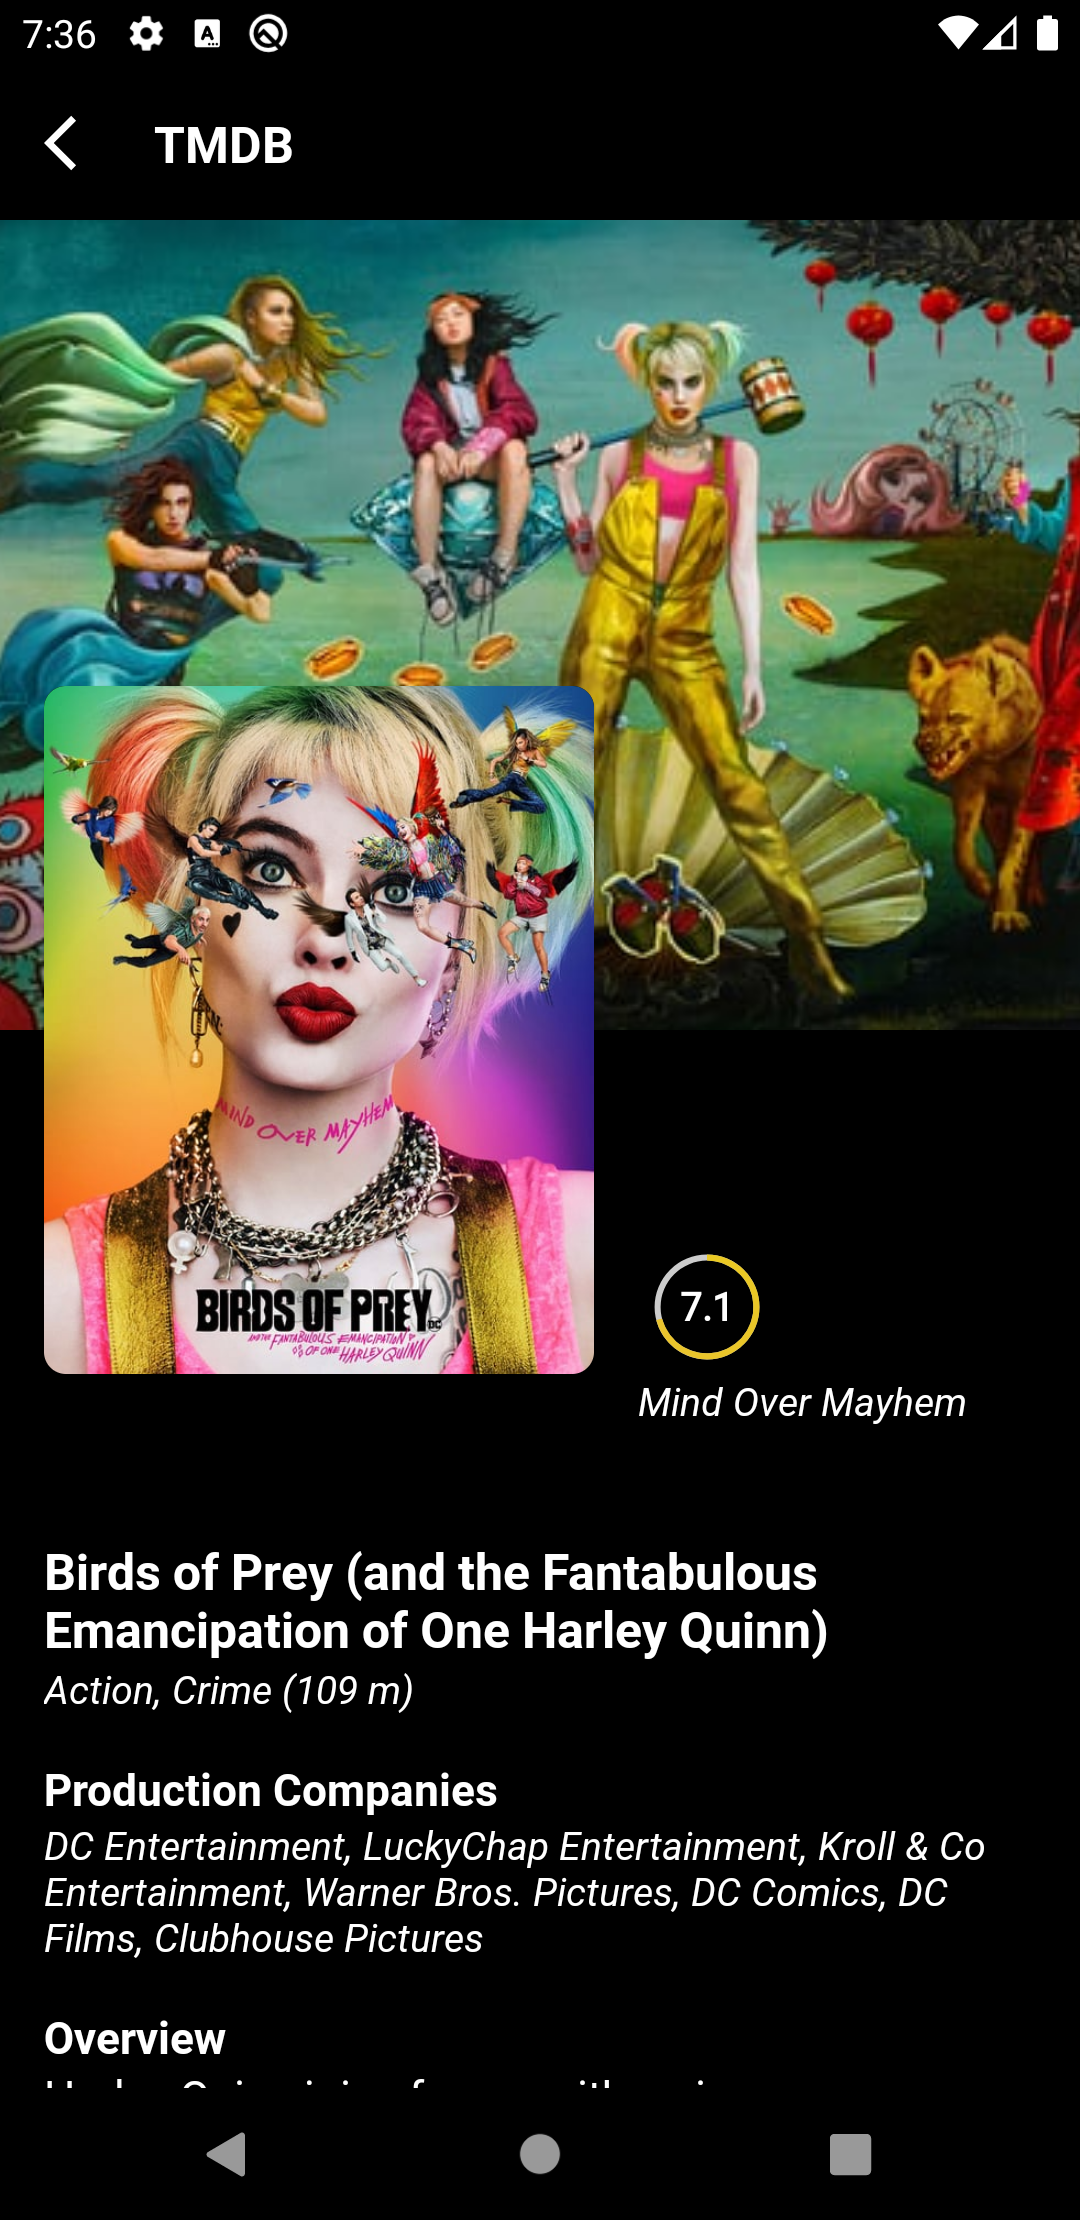 7:36
TMDB
MIND OVER MAYHEM
BIRDS OF PREY
DC
AND THE FANTABULOUS EMANCIPATION
OF ONE HARLEY QUINN
7.1
Mind Over Mayhem
Birds of Prey (and the Fantabulous
Emancipation of One Harley Quinn)
Action, Crime (109 m)
Production Companies
DC Entertainment, LuckyChap Entertainment, Kroll & Co
Entertainment, Warner Bros. Pictures, DC Comics, DC
Films, Clubhouse Pictures
Overview